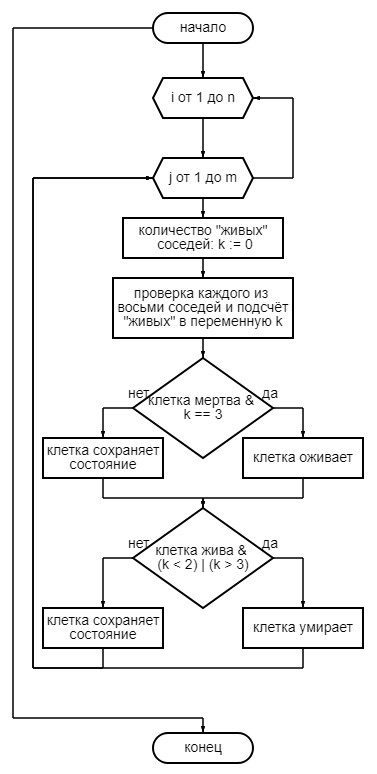 начало
i от 1 до n
j от 1 до m
количество "живых"
соседей: k := 0
проверка каждого из
восьми соседей и подсчёт
"живых" в переменную k
нет
да
клетка мертва &
k == 3
клетка сохраняет
состояние
клетка оживает
нет
да
клетка жива &
(k < 2) | (k > 3)
клетка сохраняет
состояние
клетка умирает
конец